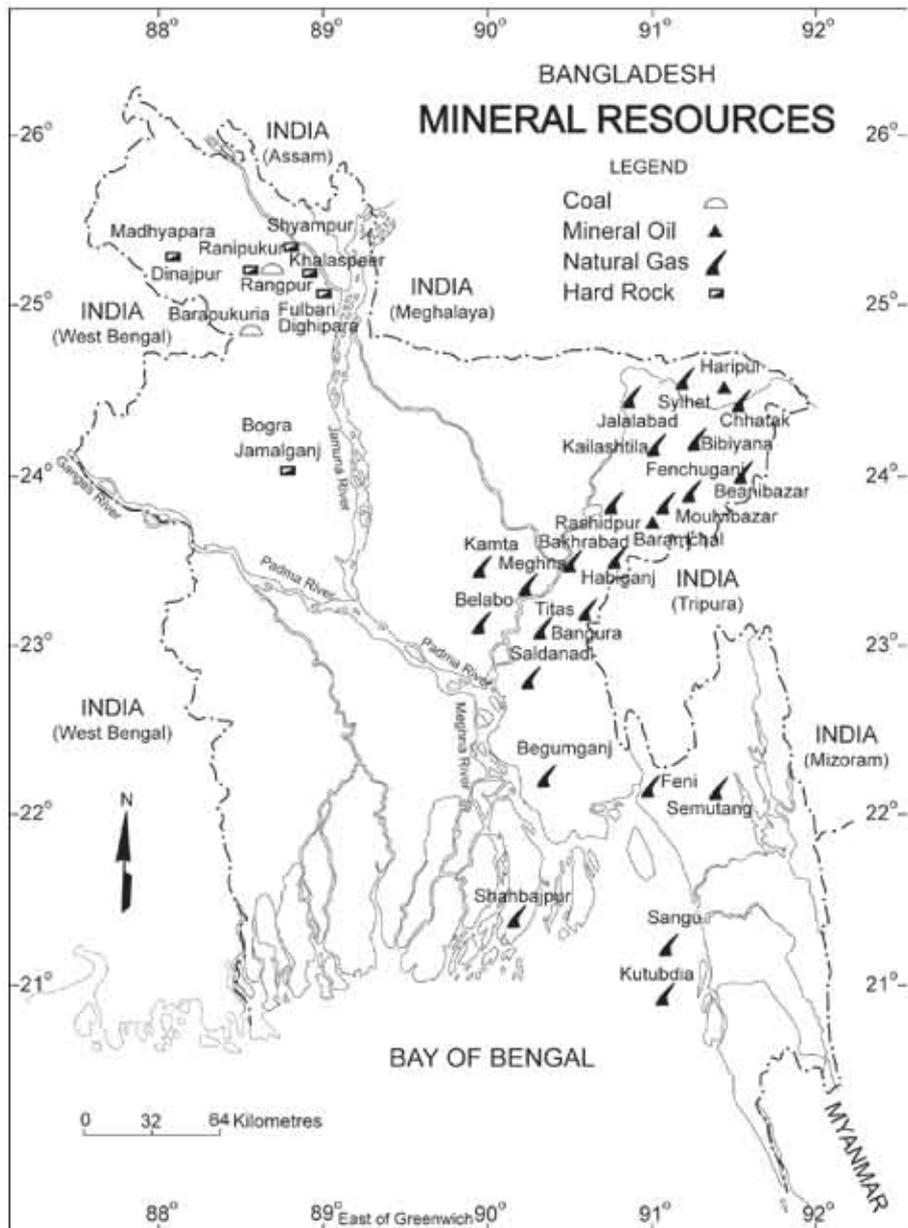 88° 89° 90° 91° 92°
BANGLADESH
MINERAL RESOURCES
LEGEND
Coal
Mineral Oil
Natural Gas
Hard Rock
26° 26°
INDIA
(Assam)
Shyampur
Madhyapara
Ranipukur
Khalaspeer
Dinajpur
Rangpur
25° 25°
INDIA
(West Bengal)
Barapukuria
Fulbari
Dighipara
INDIA
(Meghalaya)
Haripur
Sylhet
Jalalabad
Chhatak
Bogra
Jamalganj
Jamuna River
Kailashtila
Bibiyana
Fenchuganj
Beanibazar
24° 24°
Ganges River
Rashidpur
Moulvibazar
Baramchal
Kamta
Bakhrabad
Meghna
Habiganj
INDIA
(Tripura)
Padma River
Belabo
Titas
Bangura
23° 23°
Padma River
Saldanadi
INDIA
(West Bengal)
Meghna River
Begumganj
Feni
Semutang
INDIA
(Mizoram)
22° 22°
N
Shahbajpur
Sangu
Kutubdia
21° 21°
BAY OF BENGAL
0 32 64 Kilometres
MYANMAR
88° 89° 90° 91° 92°
East of Greenwich